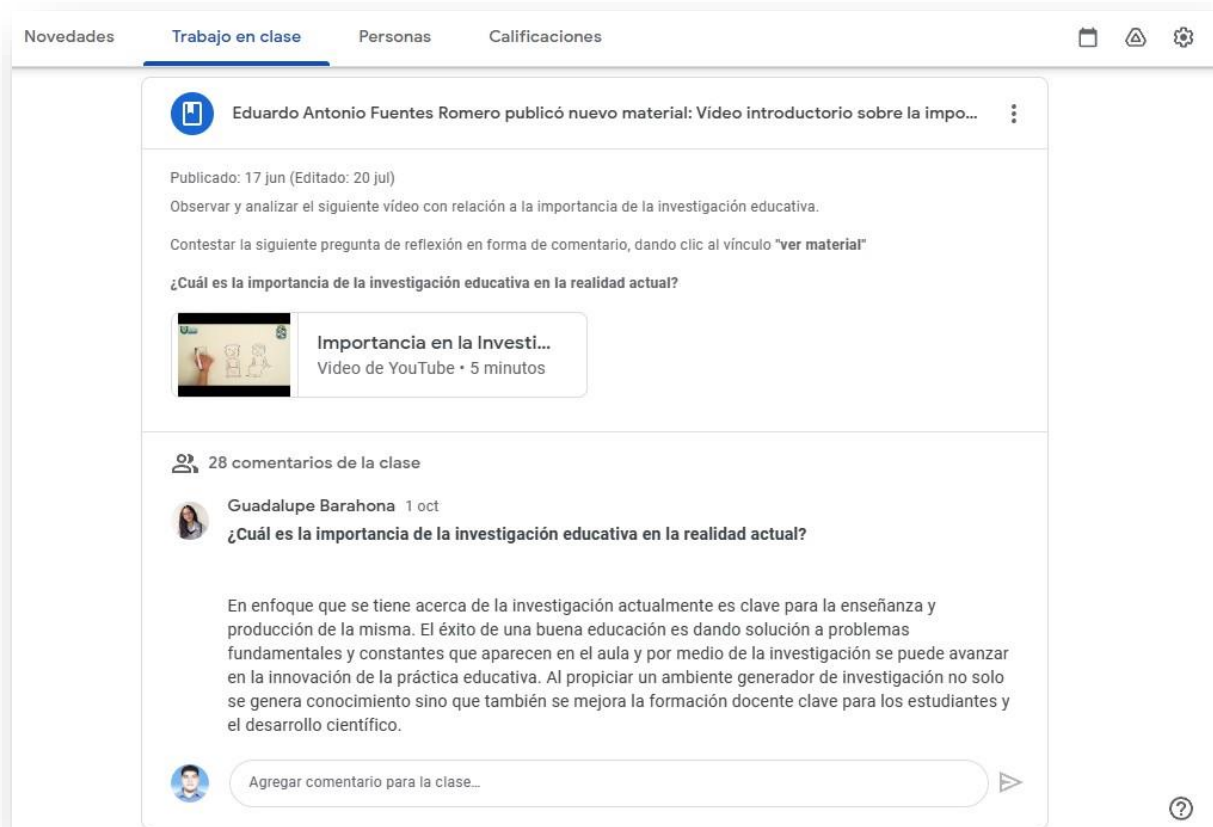 Novedades
Trabajo en clase
Personas
Calificaciones
Eduardo Antonio Fuentes Romero publicó nuevo material: Vídeo introductorio sobre la impo...
Publicado: 17 jun (Editado: 20 jul)
Observar y analizar el siguiente vídeo con relación a la importancia de la investigación educativa.
Contestar la siguiente pregunta de reflexión en forma de comentario, dando clic al vínculo "ver material"
¿Cuál es la importancia de la investigación educativa en la realidad actual?
Importancia en la Investi...
Video de YouTube • 5 minutos
28 comentarios de la clase
Guadalupe Barahona 1 oct
¿Cuál es la importancia de la investigación educativa en la realidad actual?
En enfoque que se tiene acerca de la investigación actualmente es clave para la enseñanza y
producción de la misma. El éxito de una buena educación es dando solución a problemas
fundamentales y constantes que aparecen en el aula y por medio de la investigación se puede avanzar
en la innovación de la práctica educativa. Al propiciar un ambiente generador de investigación no solo
se genera conocimiento sino que también se mejora la formación docente clave para los estudiantes y
el desarrollo científico.
Agregar comentario para la clase...